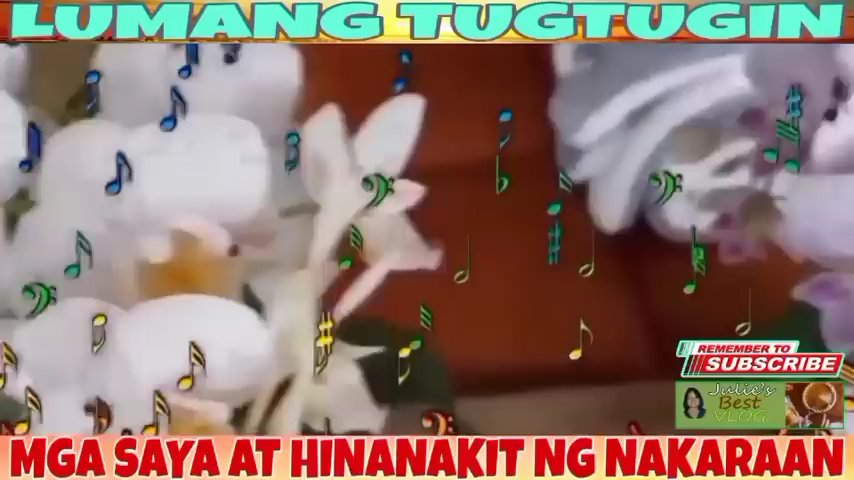 LUMANG TUGTUGIN
REMEMBER TO
SUBSCRIBE
Julie's
Best
VLOG
MGA SAYA AT HINANAKIT NG NAKARAAN